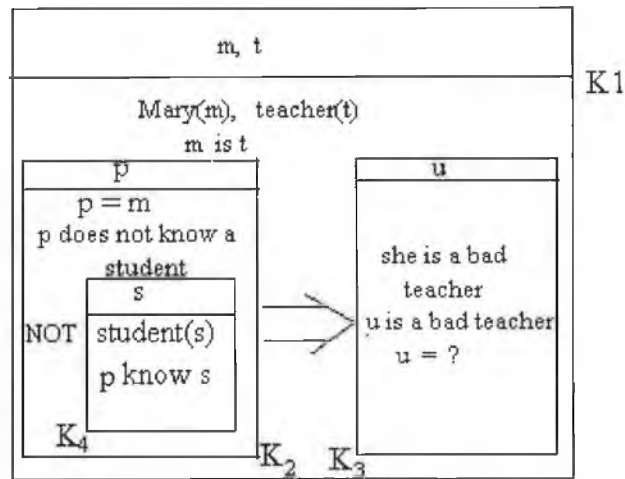 m, t
K1
Mary(m), teacher(t)
m is t
p
p = m
p does not know a
student
s
NOT
student(s)
p know s
K4
K2
u
she is a bad
teacher
u is a bad teacher
u = ?
K3